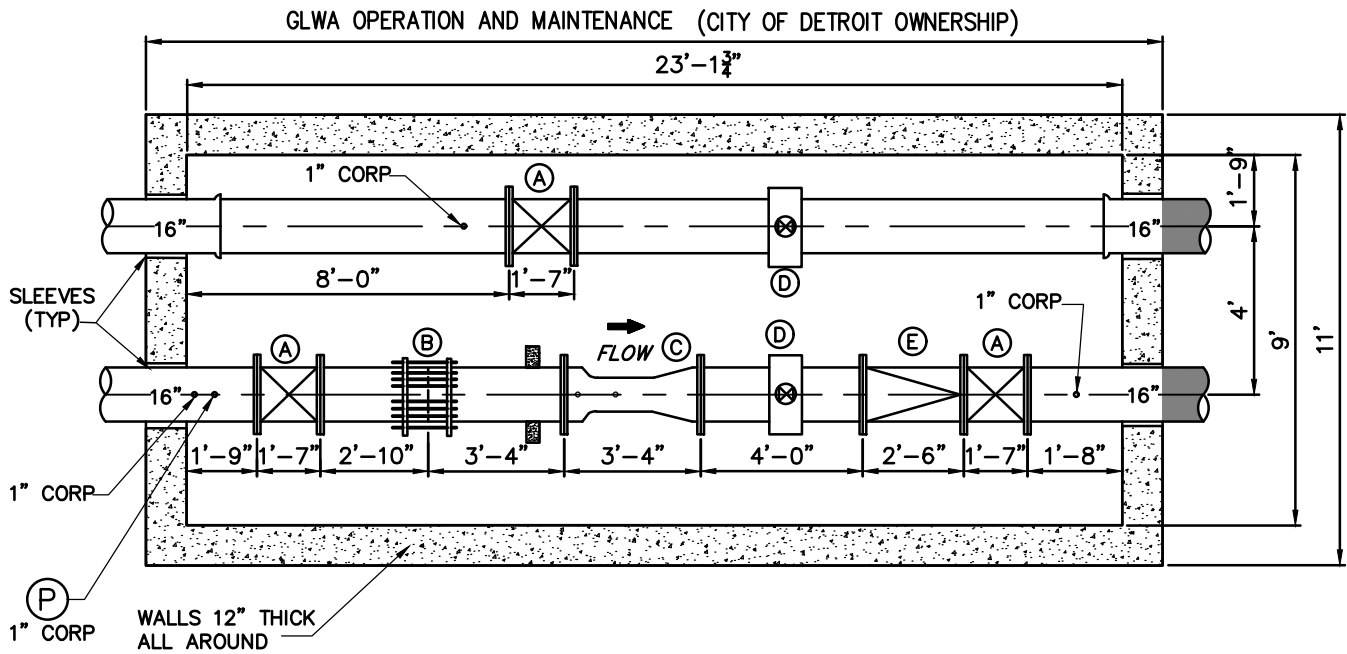 GLWA OPERATION AND MAINTENANCE (CITY OF DETROIT OWNERSHIP)
23'-1¾"
1" CORP
A
1'-9"
16"
16"
D
8'-0"
1'-7"
SLEEVES
(TYP)
1" CORP
4'
9'
11'
A
B
FLOW
C
D
E
A
16"
16"
1'-9"
1'-7"
2'-10"
3'-4"
3'-4"
4'-0"
2'-6"
1'-7"
1'-8"
1" CORP
P
1" CORP
WALLS 12" THICK
ALL AROUND